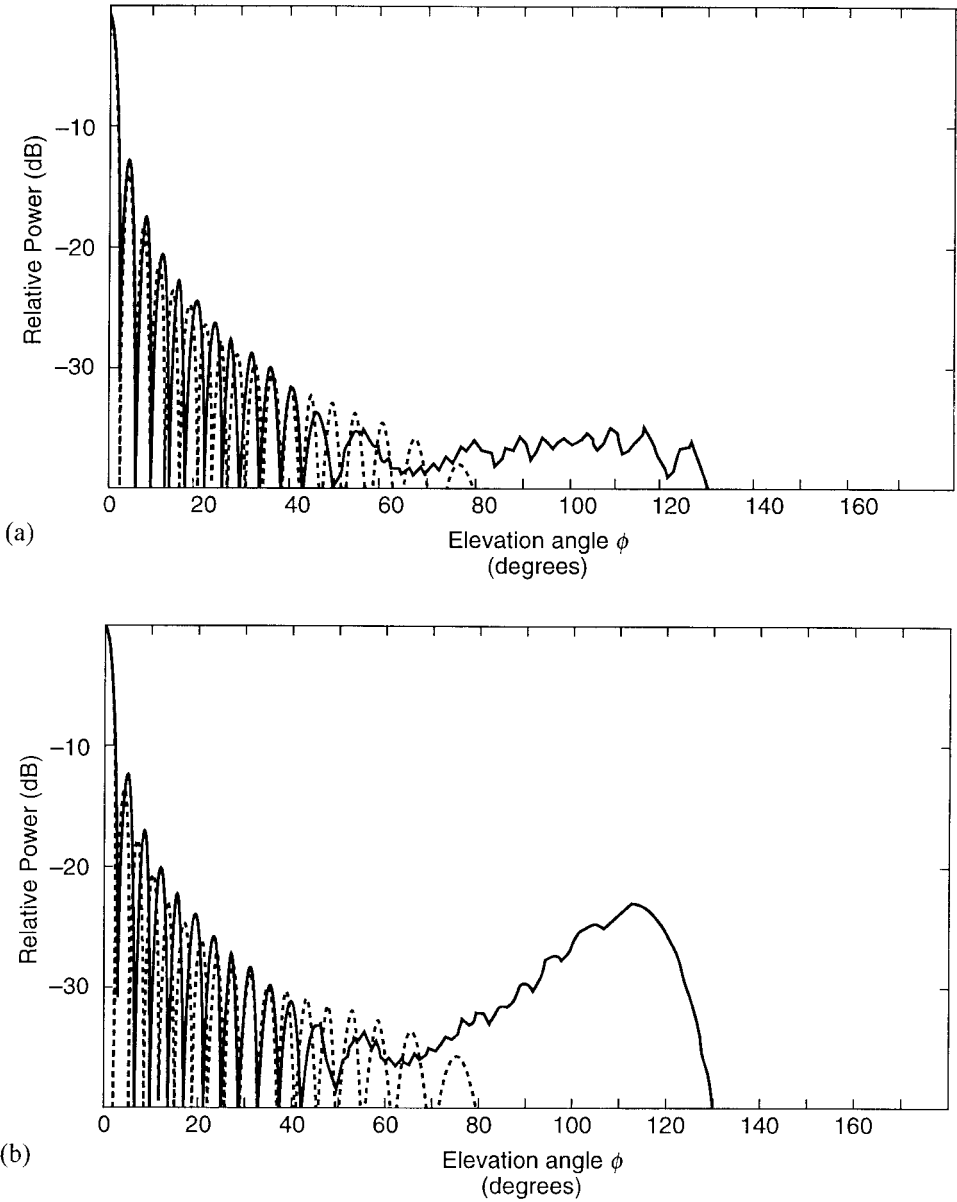 Relative Power (dB)
–10
–20
–30
0 20 40 60 80 100 120 140 160
Elevation angle ϕ
(degrees)
(a)
Relative Power (dB)
–10
–20
–30
0 20 40 60 80 100 120 140 160
Elevation angle ϕ
(degrees)
(b)